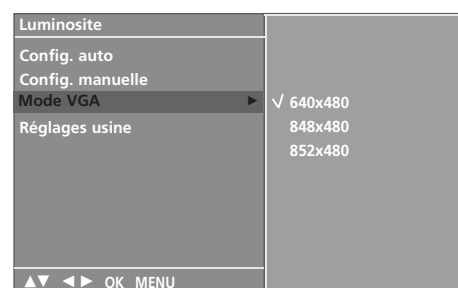 Luminosite
Config. auto
Config. manuelle
Mode VGA ►
√ 640x480
848x480
852x480
Réglages usine
▲▼ ◄► OK MENU